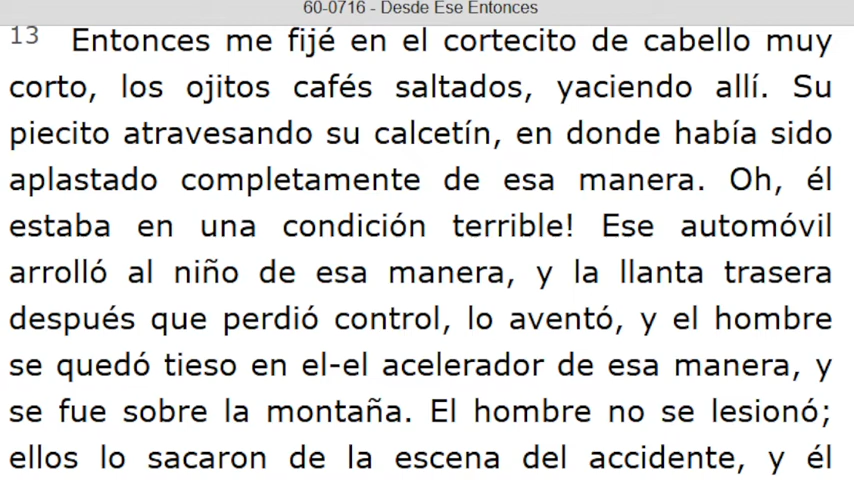 60-0716 - Desde Ese Entonces
13 Entonces me fijé en el cortecito de cabello muy
corto, los ojitos cafés saltados, yaciendo allí. Su
piecito atravesando su calcetín, en donde había sido
aplastado completamente de esa manera. Oh, él
estaba en una condición terrible! Ese automóvil
arrolló al niño de esa manera, y la llanta trasera
después que perdió control, lo aventó, y el hombre
se quedó tieso en el-el acelerador de esa manera, y
se fue sobre la montaña. El hombre no se lesionó;
ellos lo sacaron de la escena del accidente, y él